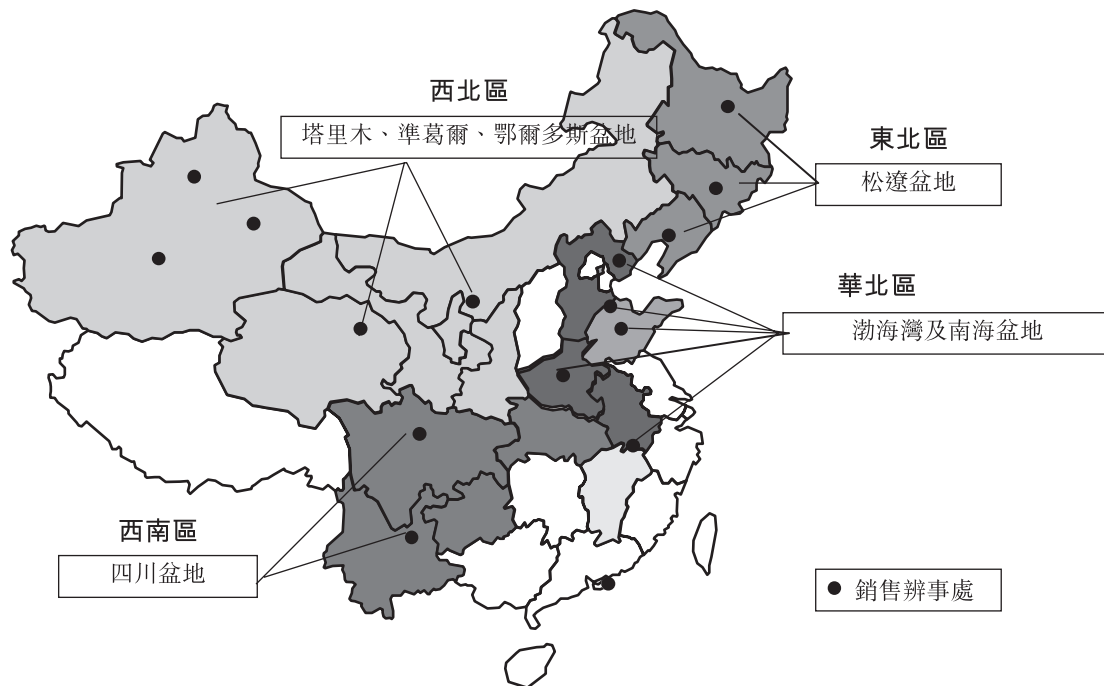 西北區
塔里木、準葛爾、鄂爾多斯盆地
東北區
松遼盆地
華北區
渤海灣及南海盆地
西南區
四川盆地
銷售辨事處